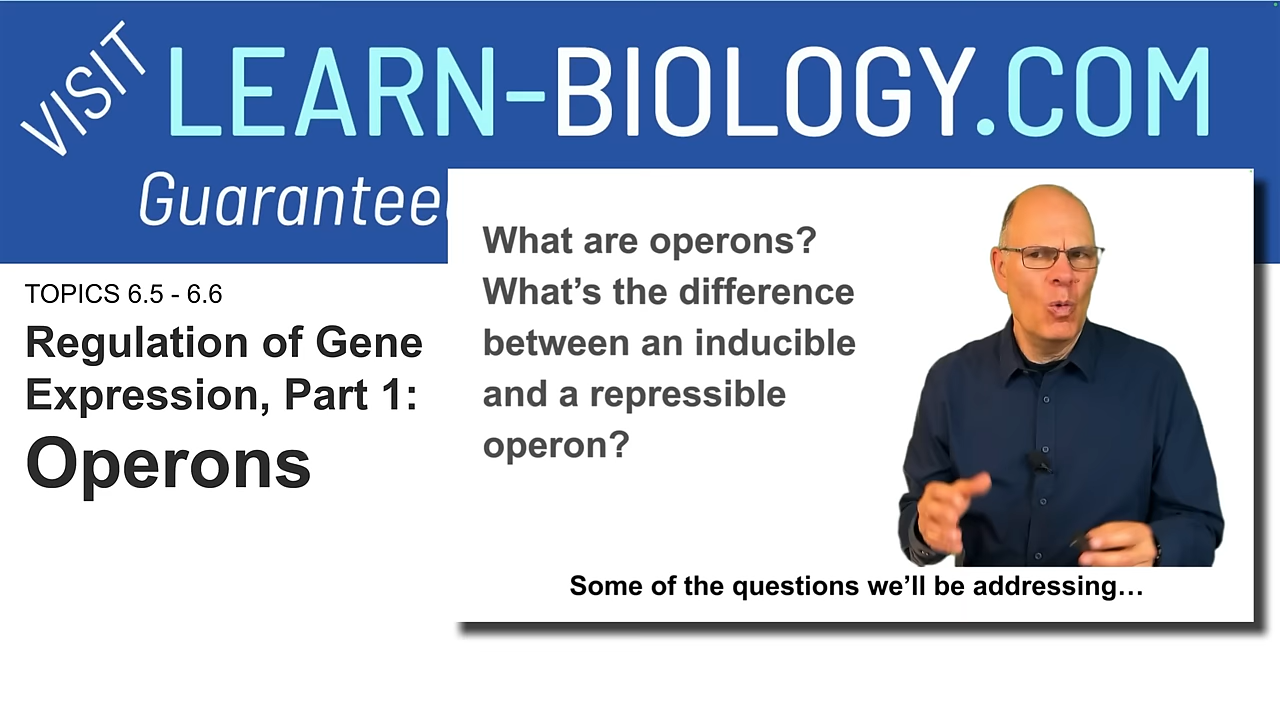 VISIT
LEARN-BIOLOGY.COM
Guarantee
TOPICS 6.5 - 6.6
Regulation of Gene
Expression, Part 1:
Operons
What are operons?
What’s the difference
between an inducible
and a repressible
operon?
Some of the questions we’ll be addressing…